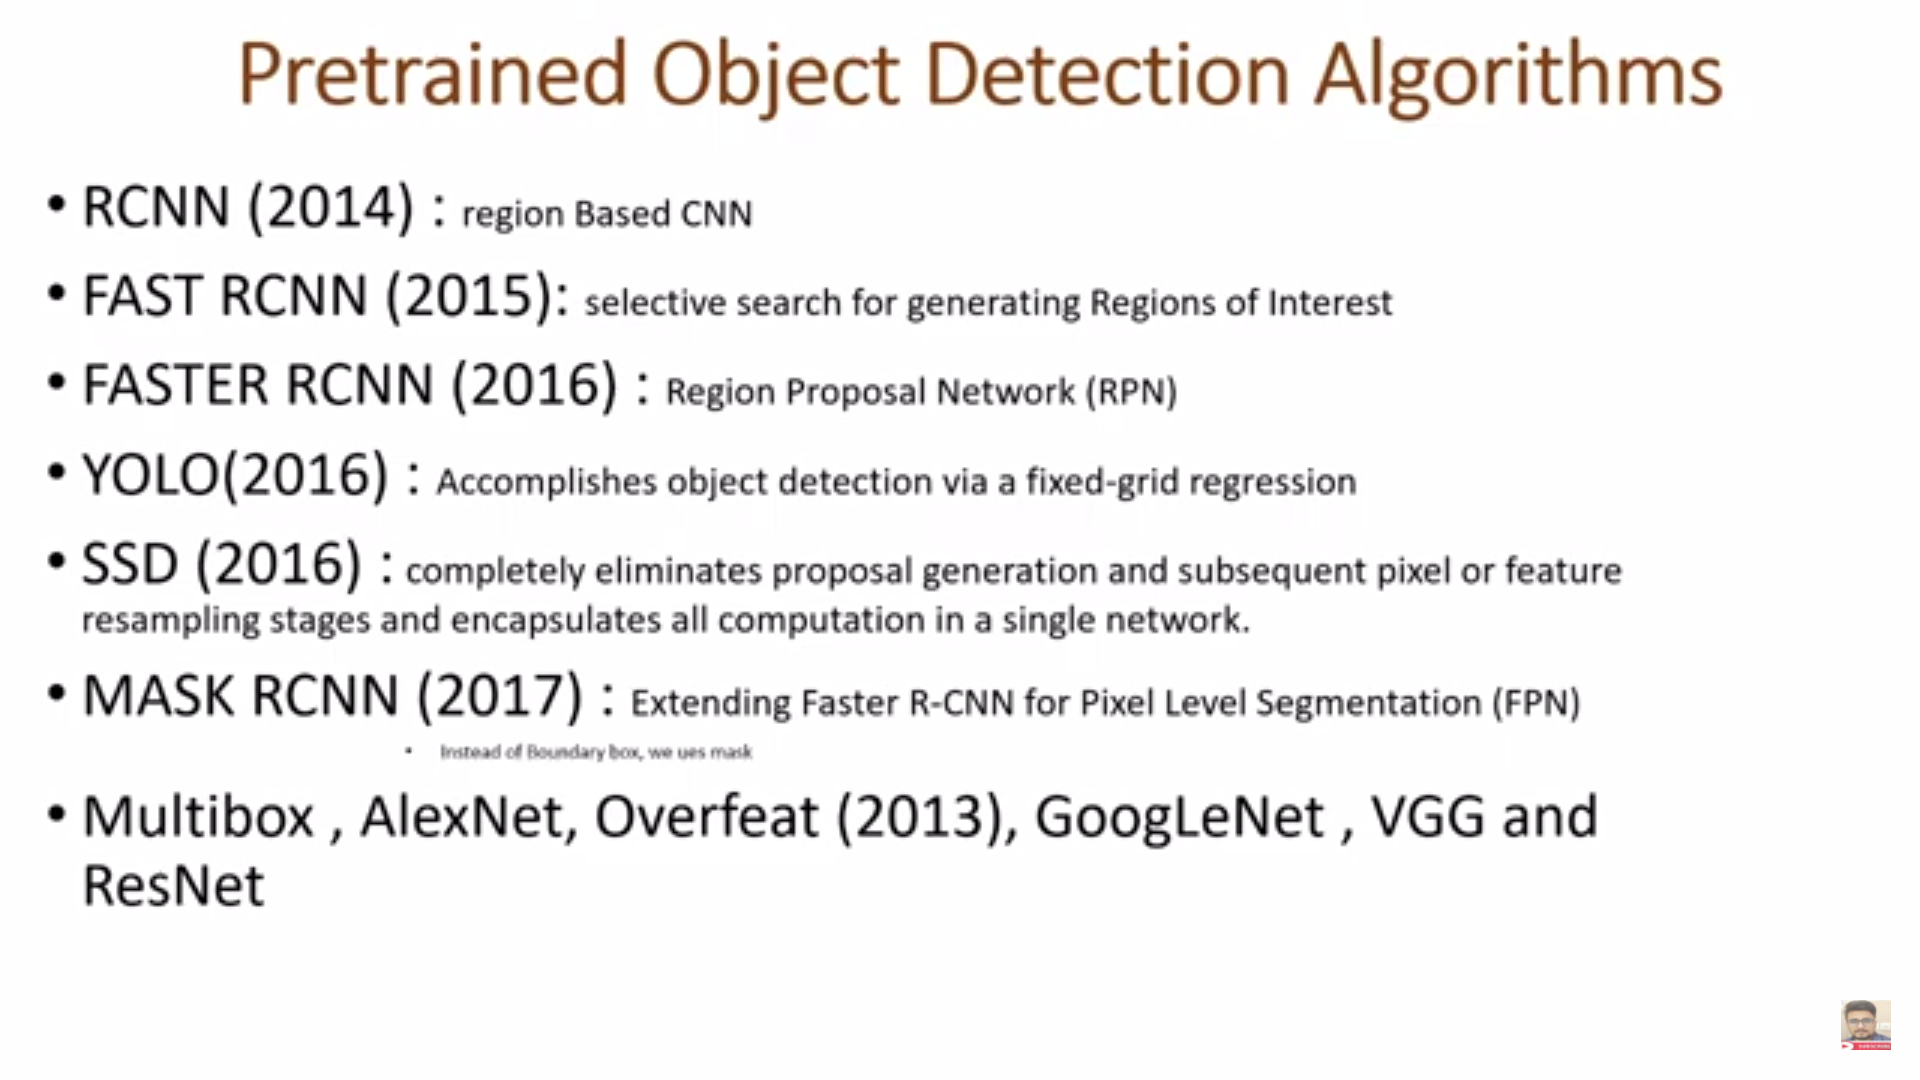 Pretrained Object Detection Algorithms
• RCNN (2014) : region Based CNN
• FAST RCNN (2015): selective search for generating Regions of Interest
• FASTER RCNN (2016) : Region Proposal Network (RPN)
• YOLO(2016) : Accomplishes object detection via a fixed-grid regression
• SSD (2016) : completely eliminates proposal generation and subsequent pixel or feature
resampling stages and encapsulates all computation in a single network.
• MASK RCNN (2017) : Extending Faster R-CNN for Pixel Level Segmentation (FPN)
• Instead of Boundary box, we ues mask
• Multibox , AlexNet, Overfeat (2013), GoogLeNet , VGG and
ResNet